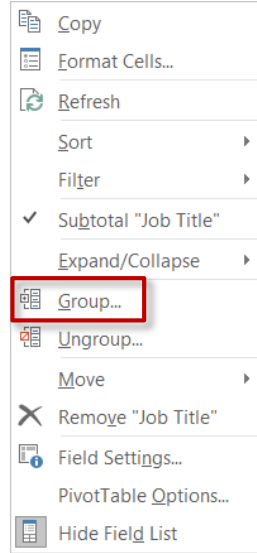 Copy
Format Cells...
Refresh
Sort
Filter
Subtotal "Job Title"
Expand/Collapse
Group...
Ungroup...
Move
Remove "Job Title"
Field Settings...
PivotTable Options...
Hide Field List